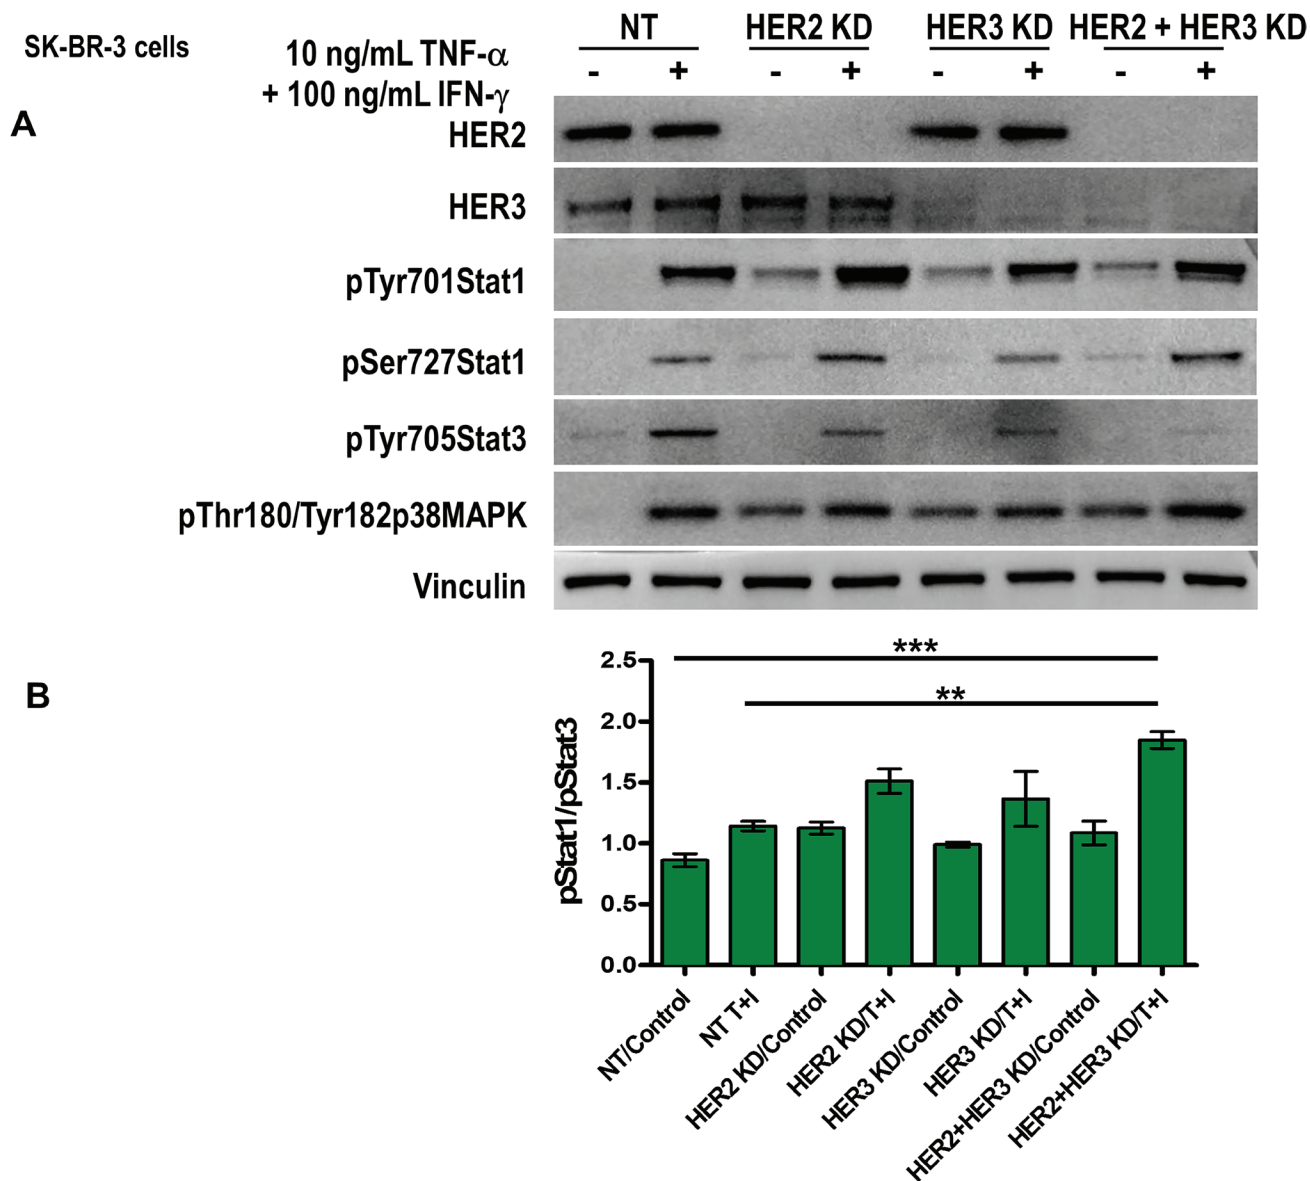 NT HER2 KD HER3 KD HER2 + HER3 KD
SK-BR-3 cells
10 ng/mL TNF-α - + - + - + - +
+ 100 ng/mL IFN-γ
A
HER2
HER3
pTyr701Stat1
pSer727Stat1
pTyr705Stat3
pThr180/Tyr182p38MAPK
Vinculin
B
***
**
pStat1/pStat3
2.5
2.0
1.5
1.0
0.5
0.0
NT/Control
NT T+I
HER2 KD/Control
HER2 KD/T+I
HER3 KD/Control
HER3 KD/T+I
HER2+HER3 KD/Control
HER2+HER3 KD/T+I